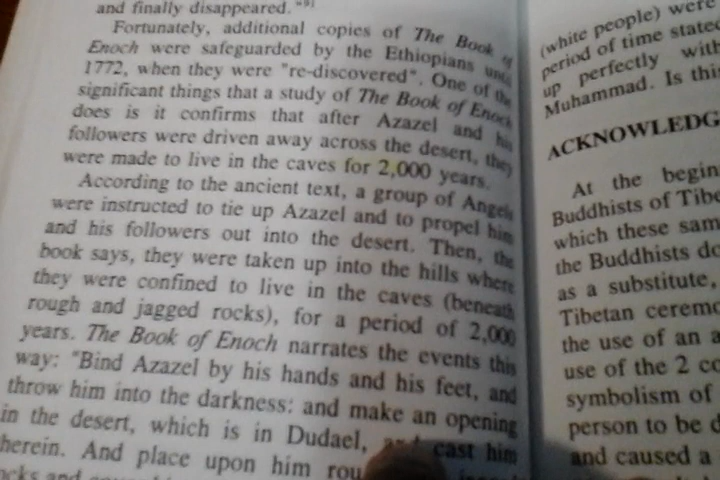 and finally disappeared."91
Fortunately, additional copies of The Book of
Enoch were safeguarded by the Ethiopians until
1772, when they were "re-discovered". One of the
significant things that a study of The Book of Enoch
does is it confirms that after Azazel and his
followers were driven away across the desert, they
were made to live in the caves for 2,000 years.
According to the ancient text, a group of Angels
were instructed to tie up Azazel and to propel him
and his followers out into the desert. Then, the
book says, they were taken up into the hills where
they were confined to live in the caves (beneath
rough and jagged rocks), for a period of 2,000
years. The Book of Enoch narrates the events this
way: "Bind Azazel by his hands and his feet, and
throw him into the darkness: and make an opening
in the desert, which is in Dudael, and cast him
herein. And place upon him rou
ocks and
(white people) were
period of time state
up perfectly with
Muhammad. Is thi
ACKNOWLEDG
At the begin
Buddhists of Tibe
which these sam
the Buddhists do
as a substitute,
Tibetan ceremo
the use of an a
use of the 2 co
symbolism of
person to be d
and caused a